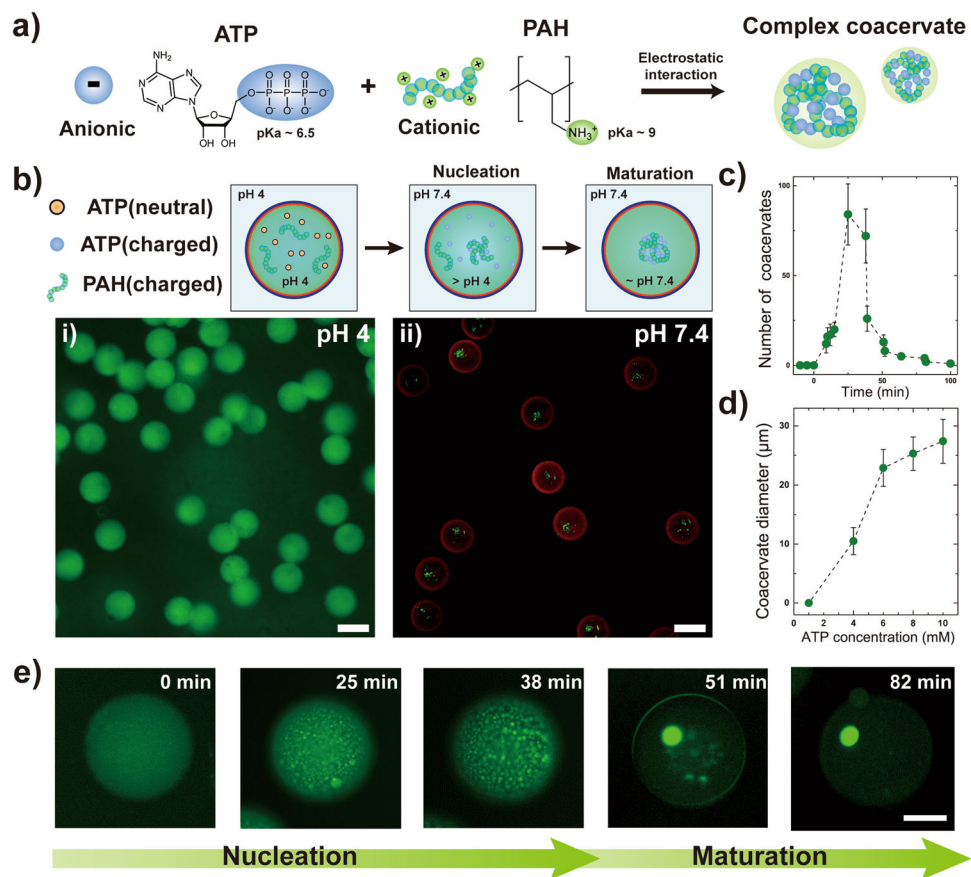 a)
ATP
PAH
Complex coacervate
NH₂
N
N
N
N
O
O
O
O
P
O
P
O
P
O⁻
O⁻
O⁻
O⁻
O
OH OH
-
Anionic
pKa ~ 6.5
+
+ + + + +
Cationic
NH₃⁺
pKa ~ 9
Electrostatic
interaction
b)
ATP(neutral)
ATP(charged)
PAH(charged)
pH 4
pH 4
Nucleation
pH 7.4
> pH 4
Maturation
pH 7.4
~ pH 7.4
i)
pH 4
ii)
pH 7.4
c)
Number of coacervates
100
50
0
0 50 100
Time (min)
d)
Coacervate diameter (µm)
30
20
10
0
0 2 4 6 8 10
ATP concentration (mM)
e)
0 min
25 min
38 min
51 min
82 min
Nucleation
Maturation